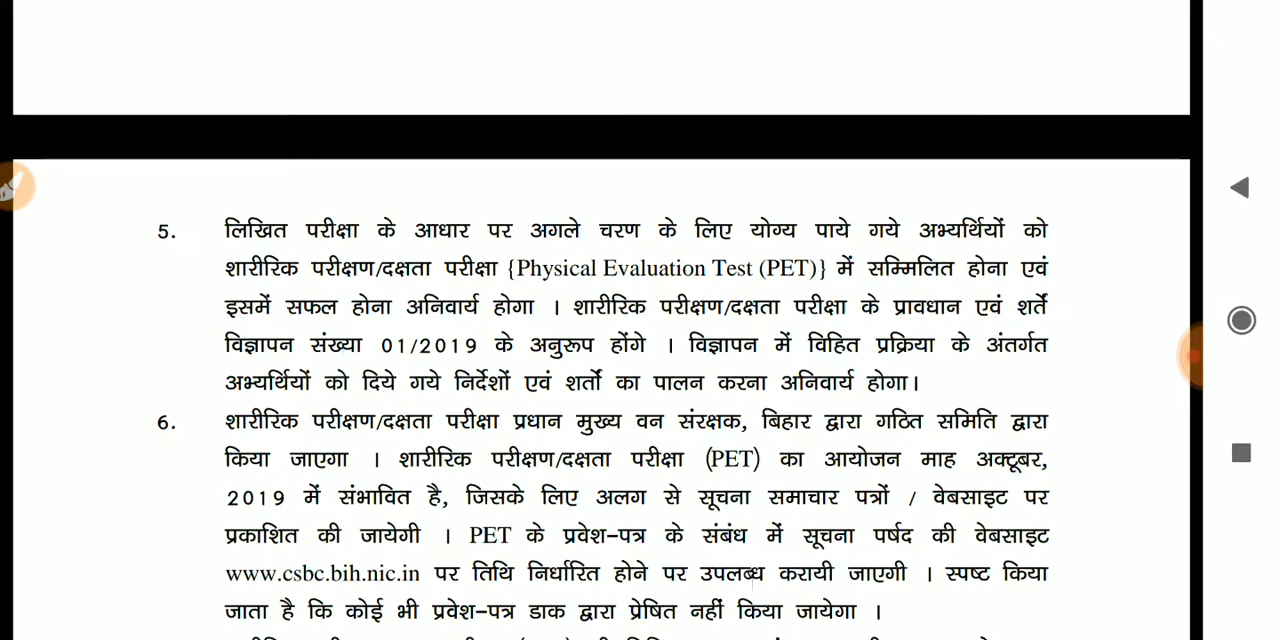 5. लिखित परीक्षा के आधार पर अगले चरण के लिए योग्य पाये गये अभ्यर्थियों को
शारीरिक परीक्षण/दक्षता परीक्षा {Physical Evaluation Test (PET)} में सम्मिलित होना एवं
इसमें सफल होना अनिवार्य होगा । शारीरिक परीक्षण/दक्षता परीक्षा के प्रावधान एवं शर्तें
विज्ञापन संख्या 01/2019 के अनुरूप होंगे । विज्ञापन में विहित प्रक्रिया के अंतर्गत
अभ्यर्थियों को दिये गये निर्देशों एवं शर्तों का पालन करना अनिवार्य होगा।
6. शारीरिक परीक्षण/दक्षता परीक्षा प्रधान मुख्य वन संरक्षक, बिहार द्वारा गठित समिति द्वारा
किया जाएगा । शारीरिक परीक्षण/दक्षता परीक्षा (PET) का आयोजन माह अक्टूबर,
2019 में संभावित है, जिसके लिए अलग से सूचना समाचार पत्रों / वेबसाइट पर
प्रकाशित की जायेगी । PET के प्रवेश-पत्र के संबंध में सूचना पर्षद की वेबसाइट
www.csbc.bih.nic.in पर तिथि निर्धारित होने पर उपलब्ध करायी जाएगी । स्पष्ट किया
जाता है कि कोई भी प्रवेश-पत्र डाक द्वारा प्रेषित नहीं किया जायेगा ।